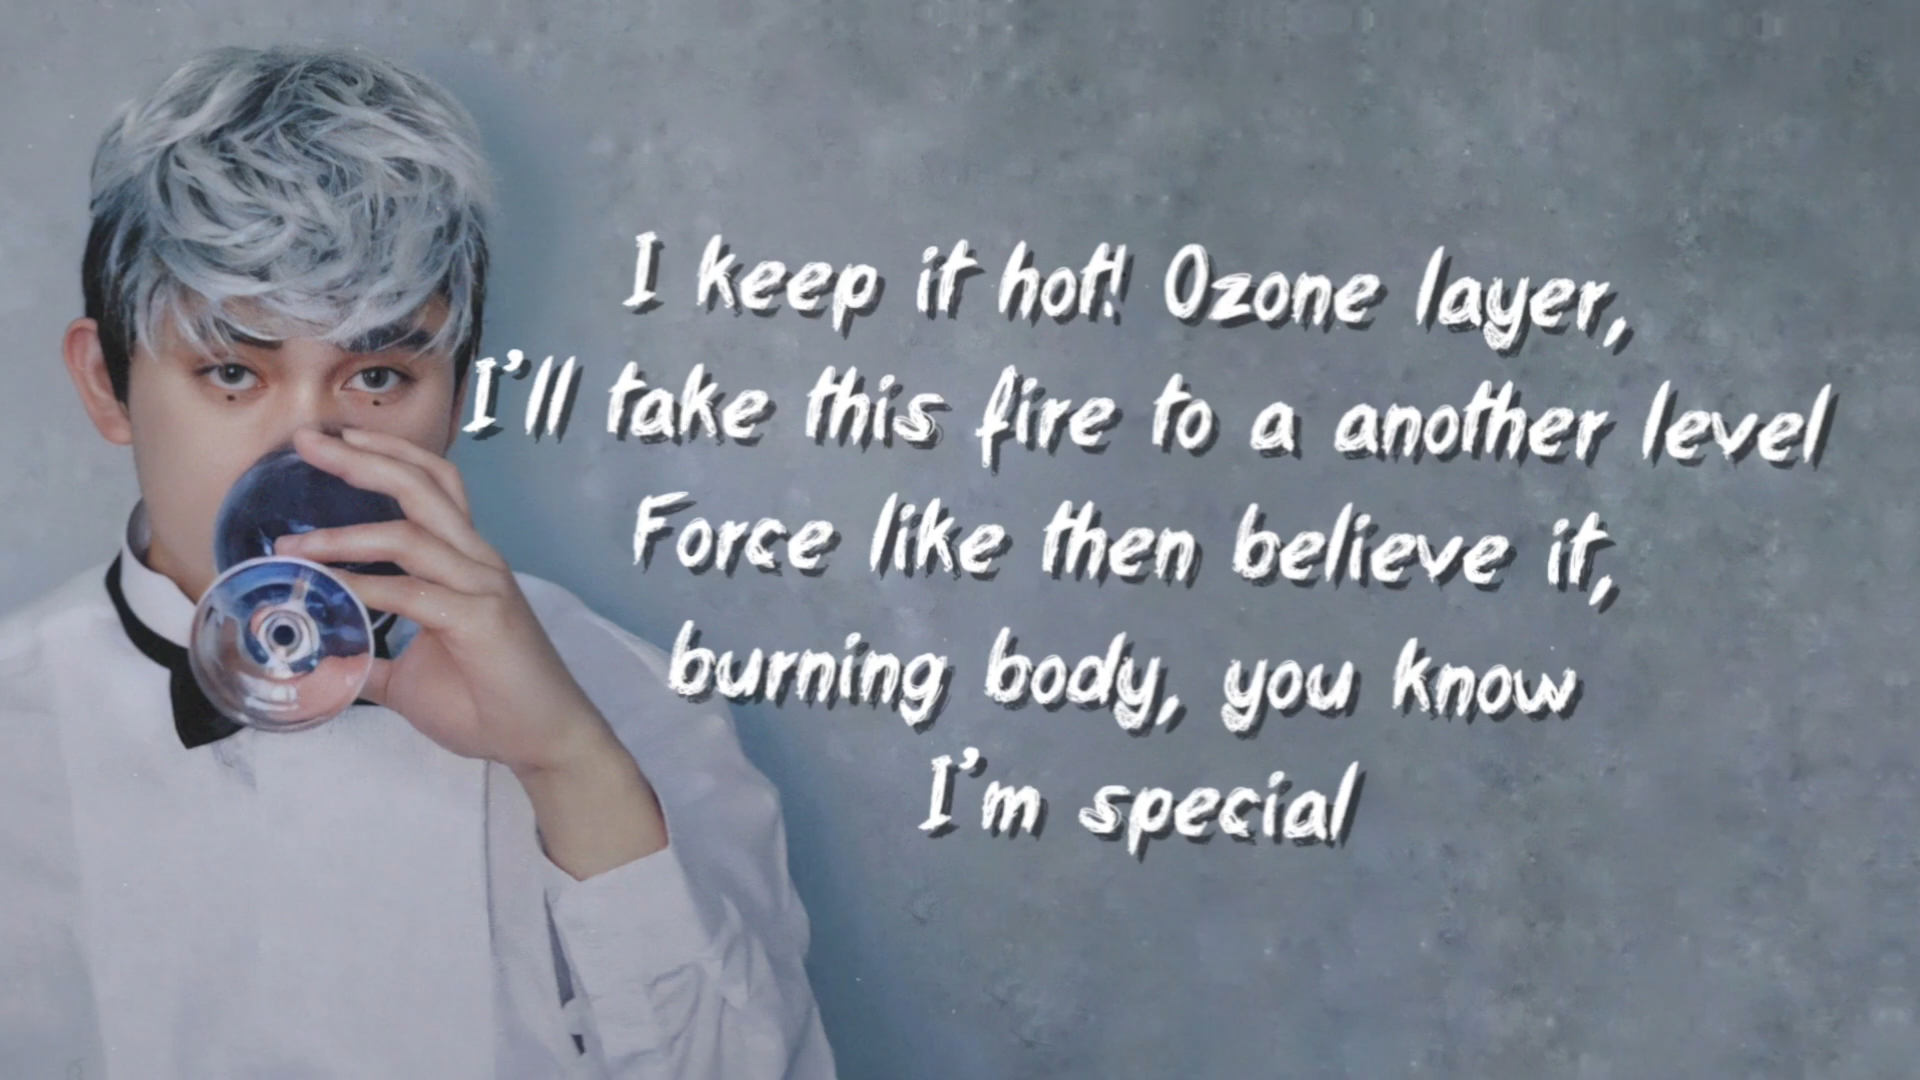 I keep it hot! Ozone layer,
I'll take this fire to a another level
Force like then believe it,
burning body, you know
I'm special